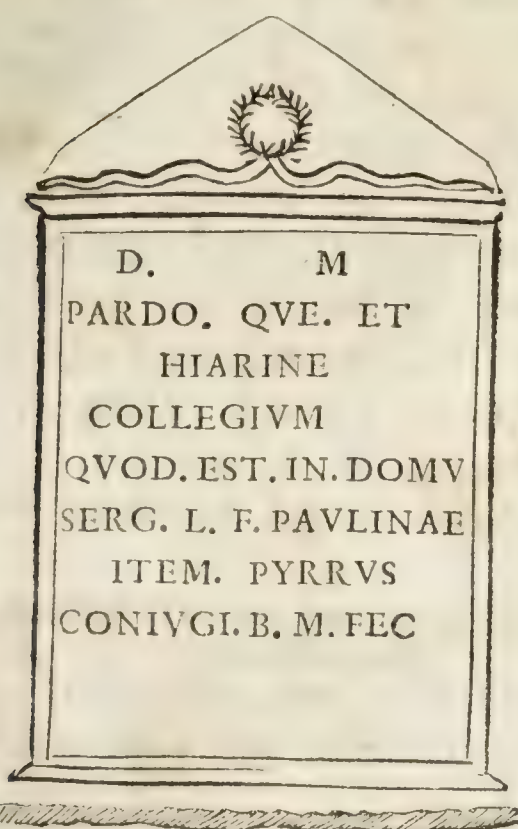 D. M
PARDO. QVE. ET
HIARINE
COLLEGIVM
QVOD. EST. IN. DOMV
SERG. L. F. PAVLINAE
ITEM. PYRRVS
CONIVGI. B. M. FEC